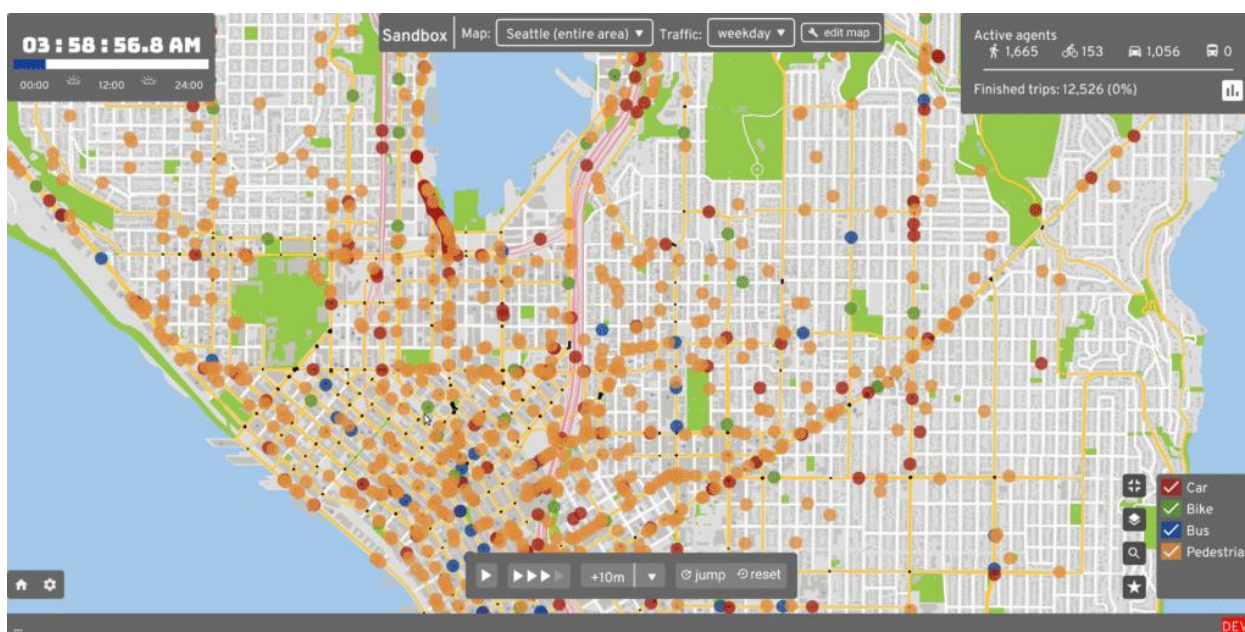 03:58:56.8 AM
00:00 12:00 24:00
Sandbox Map: Seattle (entire area) ▼ Traffic: weekday ▼ edit map
Active agents
1,665 153 1,056 0
Finished trips: 12,526 (0%)
Car
Bike
Bus
Pedestria
+10m ▼ jump reset
...
DEV